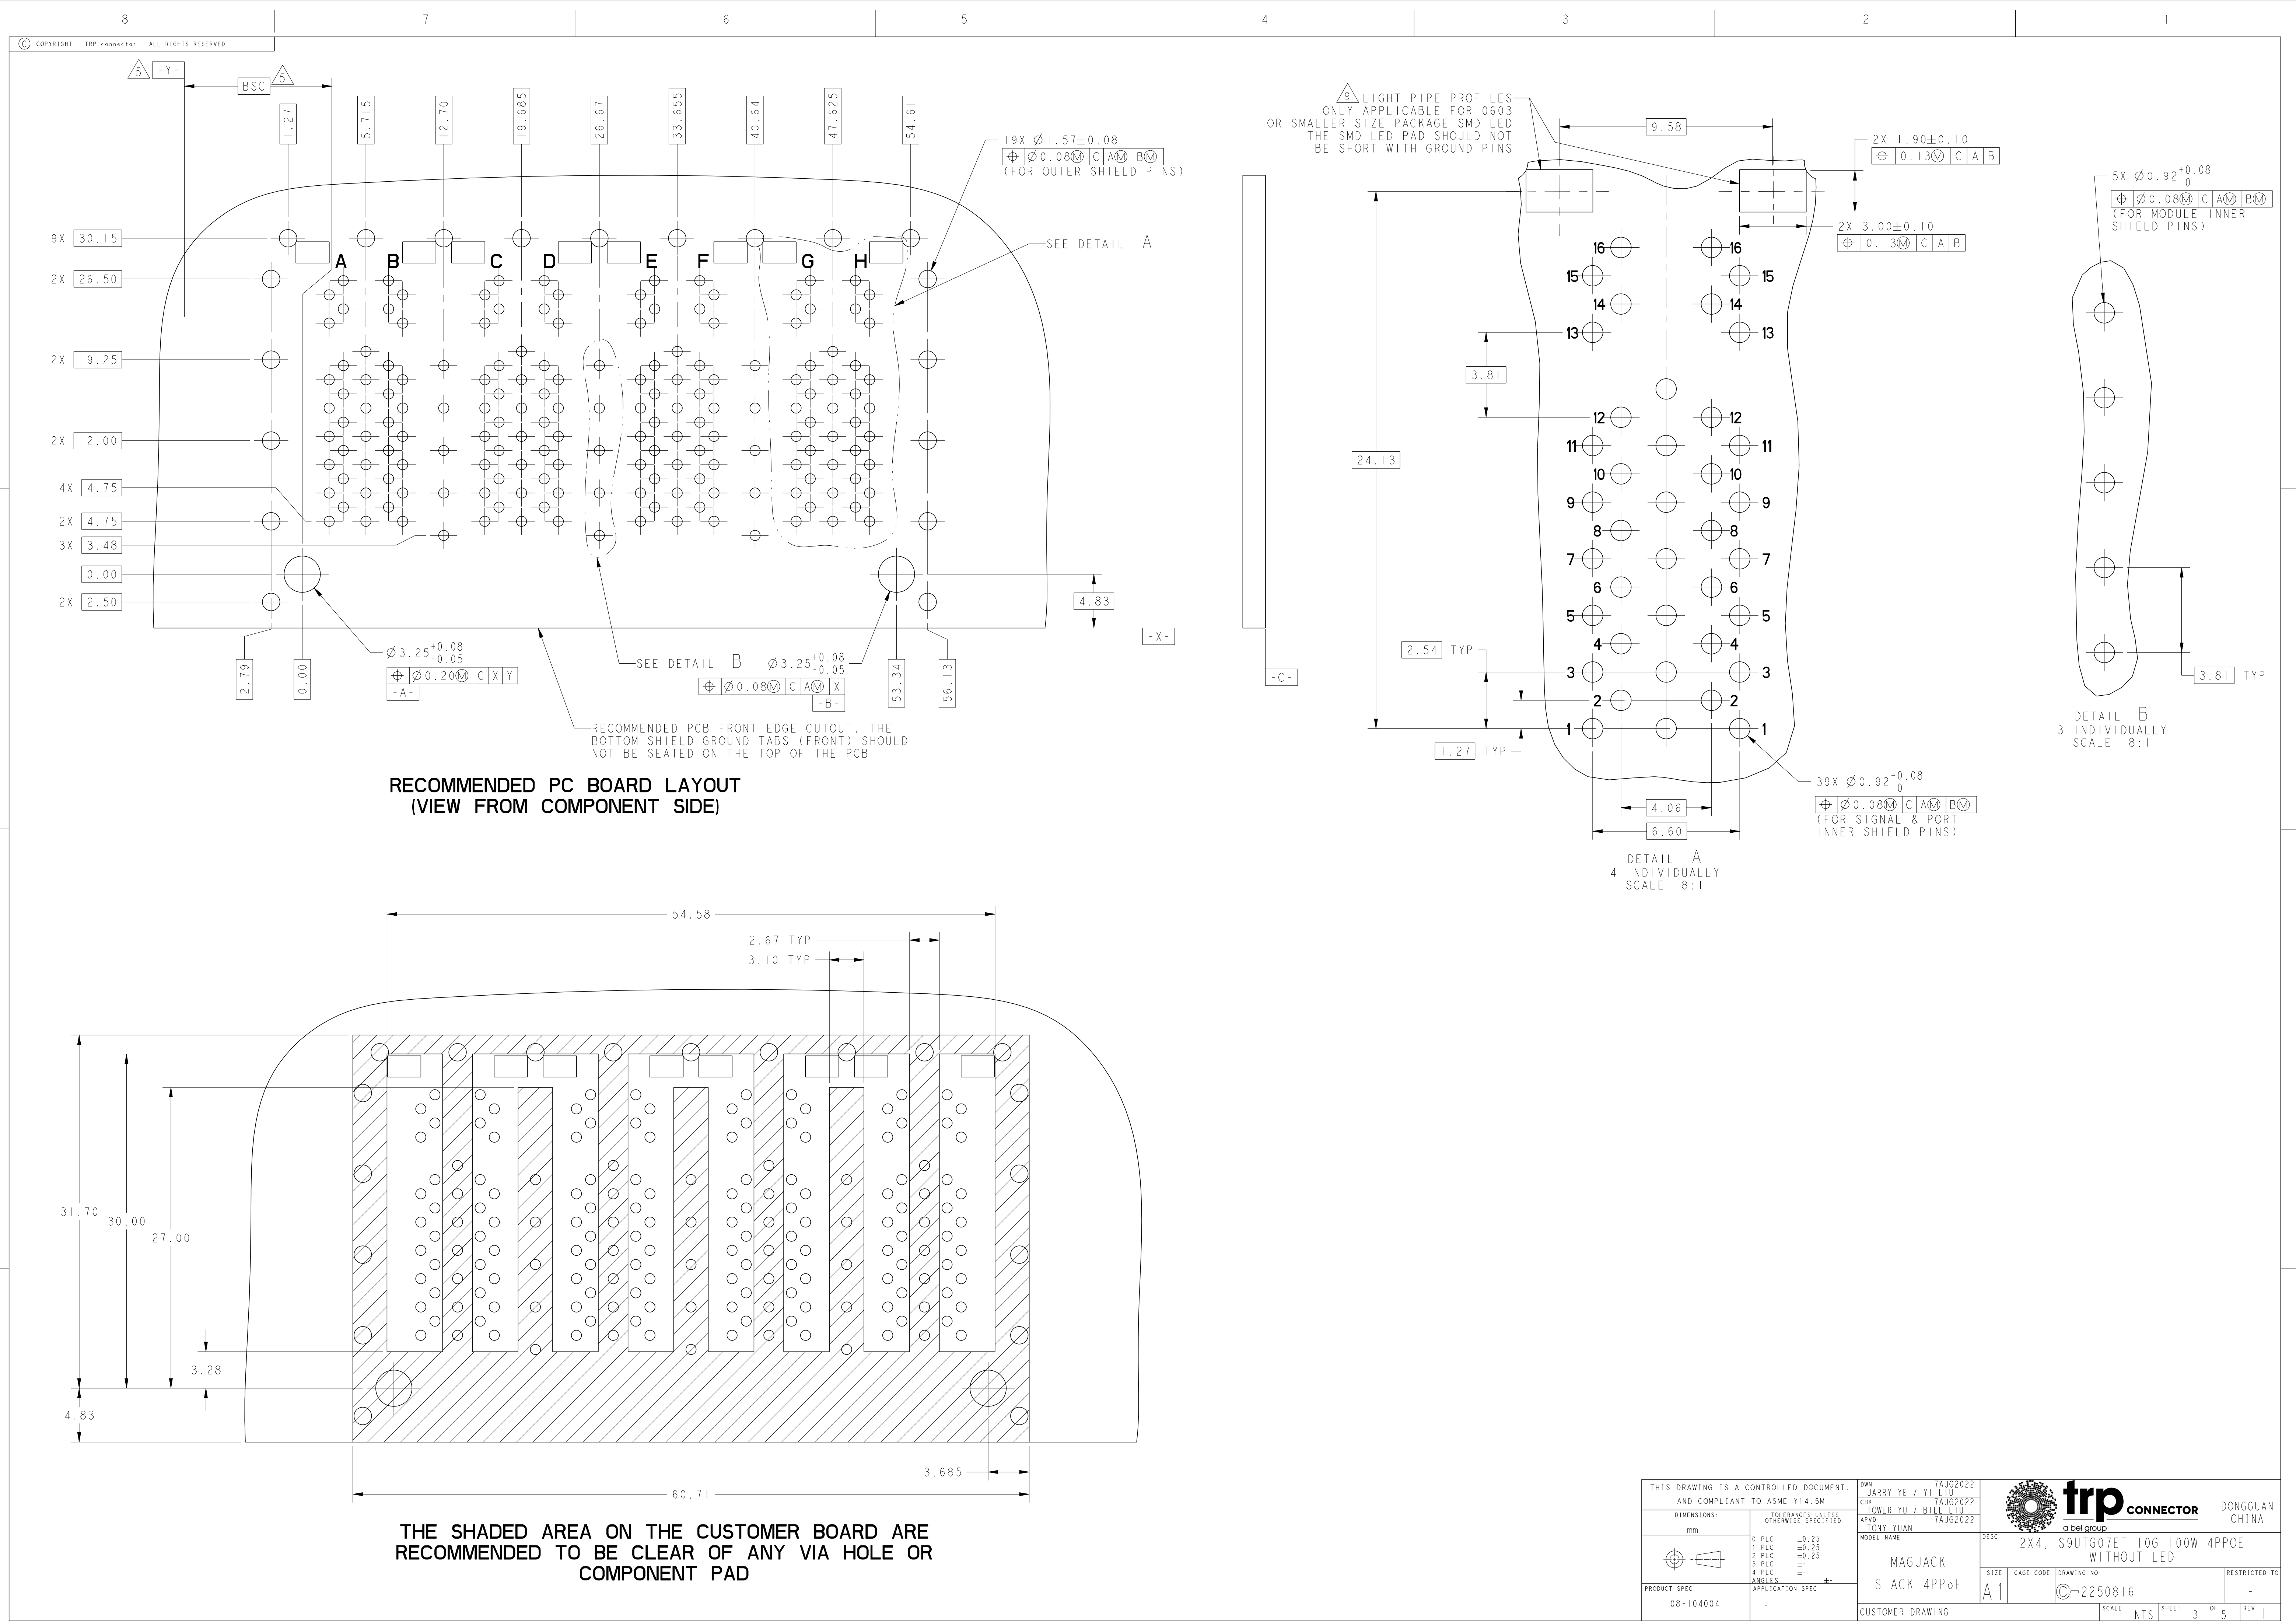 8 7 6 5 4 3 2 1
© COPYRIGHT TRP connector ALL RIGHTS RESERVED
5 -Y-
BSC 5
1.27 5.715 12.70 19.685 26.67 33.655 40.64 47.625 54.61
19X Ø1.57±0.08
⌖ Ø0.08Ⓜ C AⓂ BⓂ
(FOR OUTER SHIELD PINS)
9X 30.15
SEE DETAIL A
A B C D E F G H
2X 26.50
2X 19.25
2X 12.00
4X 4.75
2X 4.75
3X 3.48
0.00
2X 2.50
4.83
-X-
2.79
0.00
Ø3.25 +0.08 -0.05
⌖ Ø0.20Ⓜ C X Y
-A-
SEE DETAIL B
Ø3.25 +0.08 -0.05
⌖ Ø0.08Ⓜ C AⓂ X
-B-
53.34
56.13
RECOMMENDED PCB FRONT EDGE CUTOUT. THE
BOTTOM SHIELD GROUND TABS (FRONT) SHOULD
NOT BE SEATED ON THE TOP OF THE PCB
RECOMMENDED PC BOARD LAYOUT
(VIEW FROM COMPONENT SIDE)
-C-
9 LIGHT PIPE PROFILES
ONLY APPLICABLE FOR 0603
OR SMALLER SIZE PACKAGE SMD LED
THE SMD LED PAD SHOULD NOT
BE SHORT WITH GROUND PINS
9.58
2X 1.90±0.10
⌖ 0.13Ⓜ C A B
2X 3.00±0.10
⌖ 0.13Ⓜ C A B
16 16
15 15
14 14
13 13
3.81
12 12
11 11
24.13
10 10
9 9
8 8
7 7
6 6
5 5
4 4
2.54 TYP
3 3
2 2
1 1
1.27 TYP
39X Ø0.92 +0.08 0
⌖ Ø0.08Ⓜ C AⓂ BⓂ
(FOR SIGNAL & PORT
INNER SHIELD PINS)
4.06
6.60
DETAIL A
4 INDIVIDUALLY
SCALE 8:1
5X Ø0.92 +0.08 0
⌖ Ø0.08Ⓜ C AⓂ BⓂ
(FOR MODULE INNER
SHIELD PINS)
3.81 TYP
DETAIL B
3 INDIVIDUALLY
SCALE 8:1
54.58
2.67 TYP
3.10 TYP
31.70
30.00
27.00
3.28
4.83
3.685
60.71
THE SHADED AREA ON THE CUSTOMER BOARD ARE
RECOMMENDED TO BE CLEAR OF ANY VIA HOLE OR
COMPONENT PAD
THIS DRAWING IS A CONTROLLED DOCUMENT.
AND COMPLIANT TO ASME Y14.5M
DIMENSIONS:
mm
TOLERANCES UNLESS
OTHERWISE SPECIFIED:
0 PLC ±0.25
1 PLC ±0.25
2 PLC ±0.25
3 PLC ±-
4 PLC ±-
ANGLES ±-
PRODUCT SPEC
108-104004
APPLICATION SPEC
-
DWN 17AUG2022
JARRY YE / YI LIU
CHK 17AUG2022
TOWER YU / BILL LIU
APVD 17AUG2022
TONY YUAN
MODEL NAME
MAGJACK
STACK 4PPoE
CUSTOMER DRAWING
trp CONNECTOR
a bel group
DONGGUAN
CHINA
DESC.
2X4, S9UTG07ET 10G 100W 4PPOE
WITHOUT LED
SIZE
A1
CAGE CODE
DRAWING NO
C-2250816
RESTRICTED TO
-
SCALE NTS
SHEET 3 OF 5
REV 1